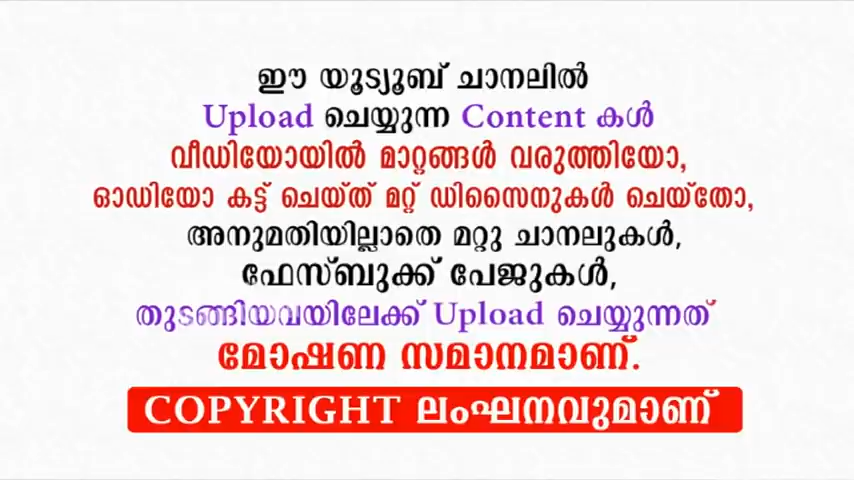 ഈ യൂട്യൂബ് ചാനലിൽ
Upload ചെയ്യുന്ന Content കൾ
വീഡിയോയിൽ മാറ്റങ്ങൾ വരുത്തിയോ,
ഓഡിയോ കട്ട് ചെയ്ത് മറ്റ് ഡിസൈനുകൾ ചെയ്തോ,
അനുമതിയില്ലാതെ മറ്റു ചാനലുകൾ,
ഫേസ്ബുക്ക് പേജുകൾ,
തുടങ്ങിയവയിലേക്ക് Upload ചെയ്യുന്നത്
മോഷണ സമാനമാണ്.
COPYRIGHT ലംഘനവുമാണ്